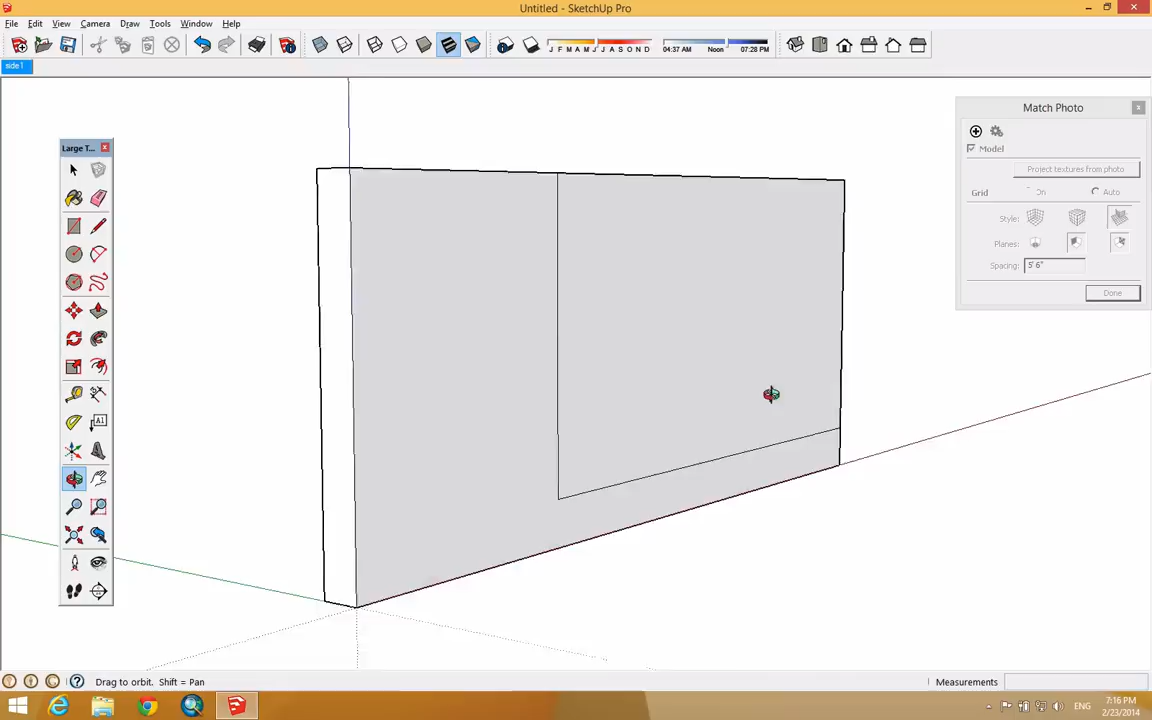 Untitled - SketchUp Pro
File Edit View Camera Draw Tools Window Help
J F M A M J J A S O N D
04:37 AM Noon 07:28 PM
side1
Large T...
Match Photo
Model
Project textures from photo
Grid On Auto
Style:
Planes:
Spacing: 5' 6"
Done
A1
Drag to orbit. Shift = Pan
Measurements
ENG
7:16 PM
2/23/2014